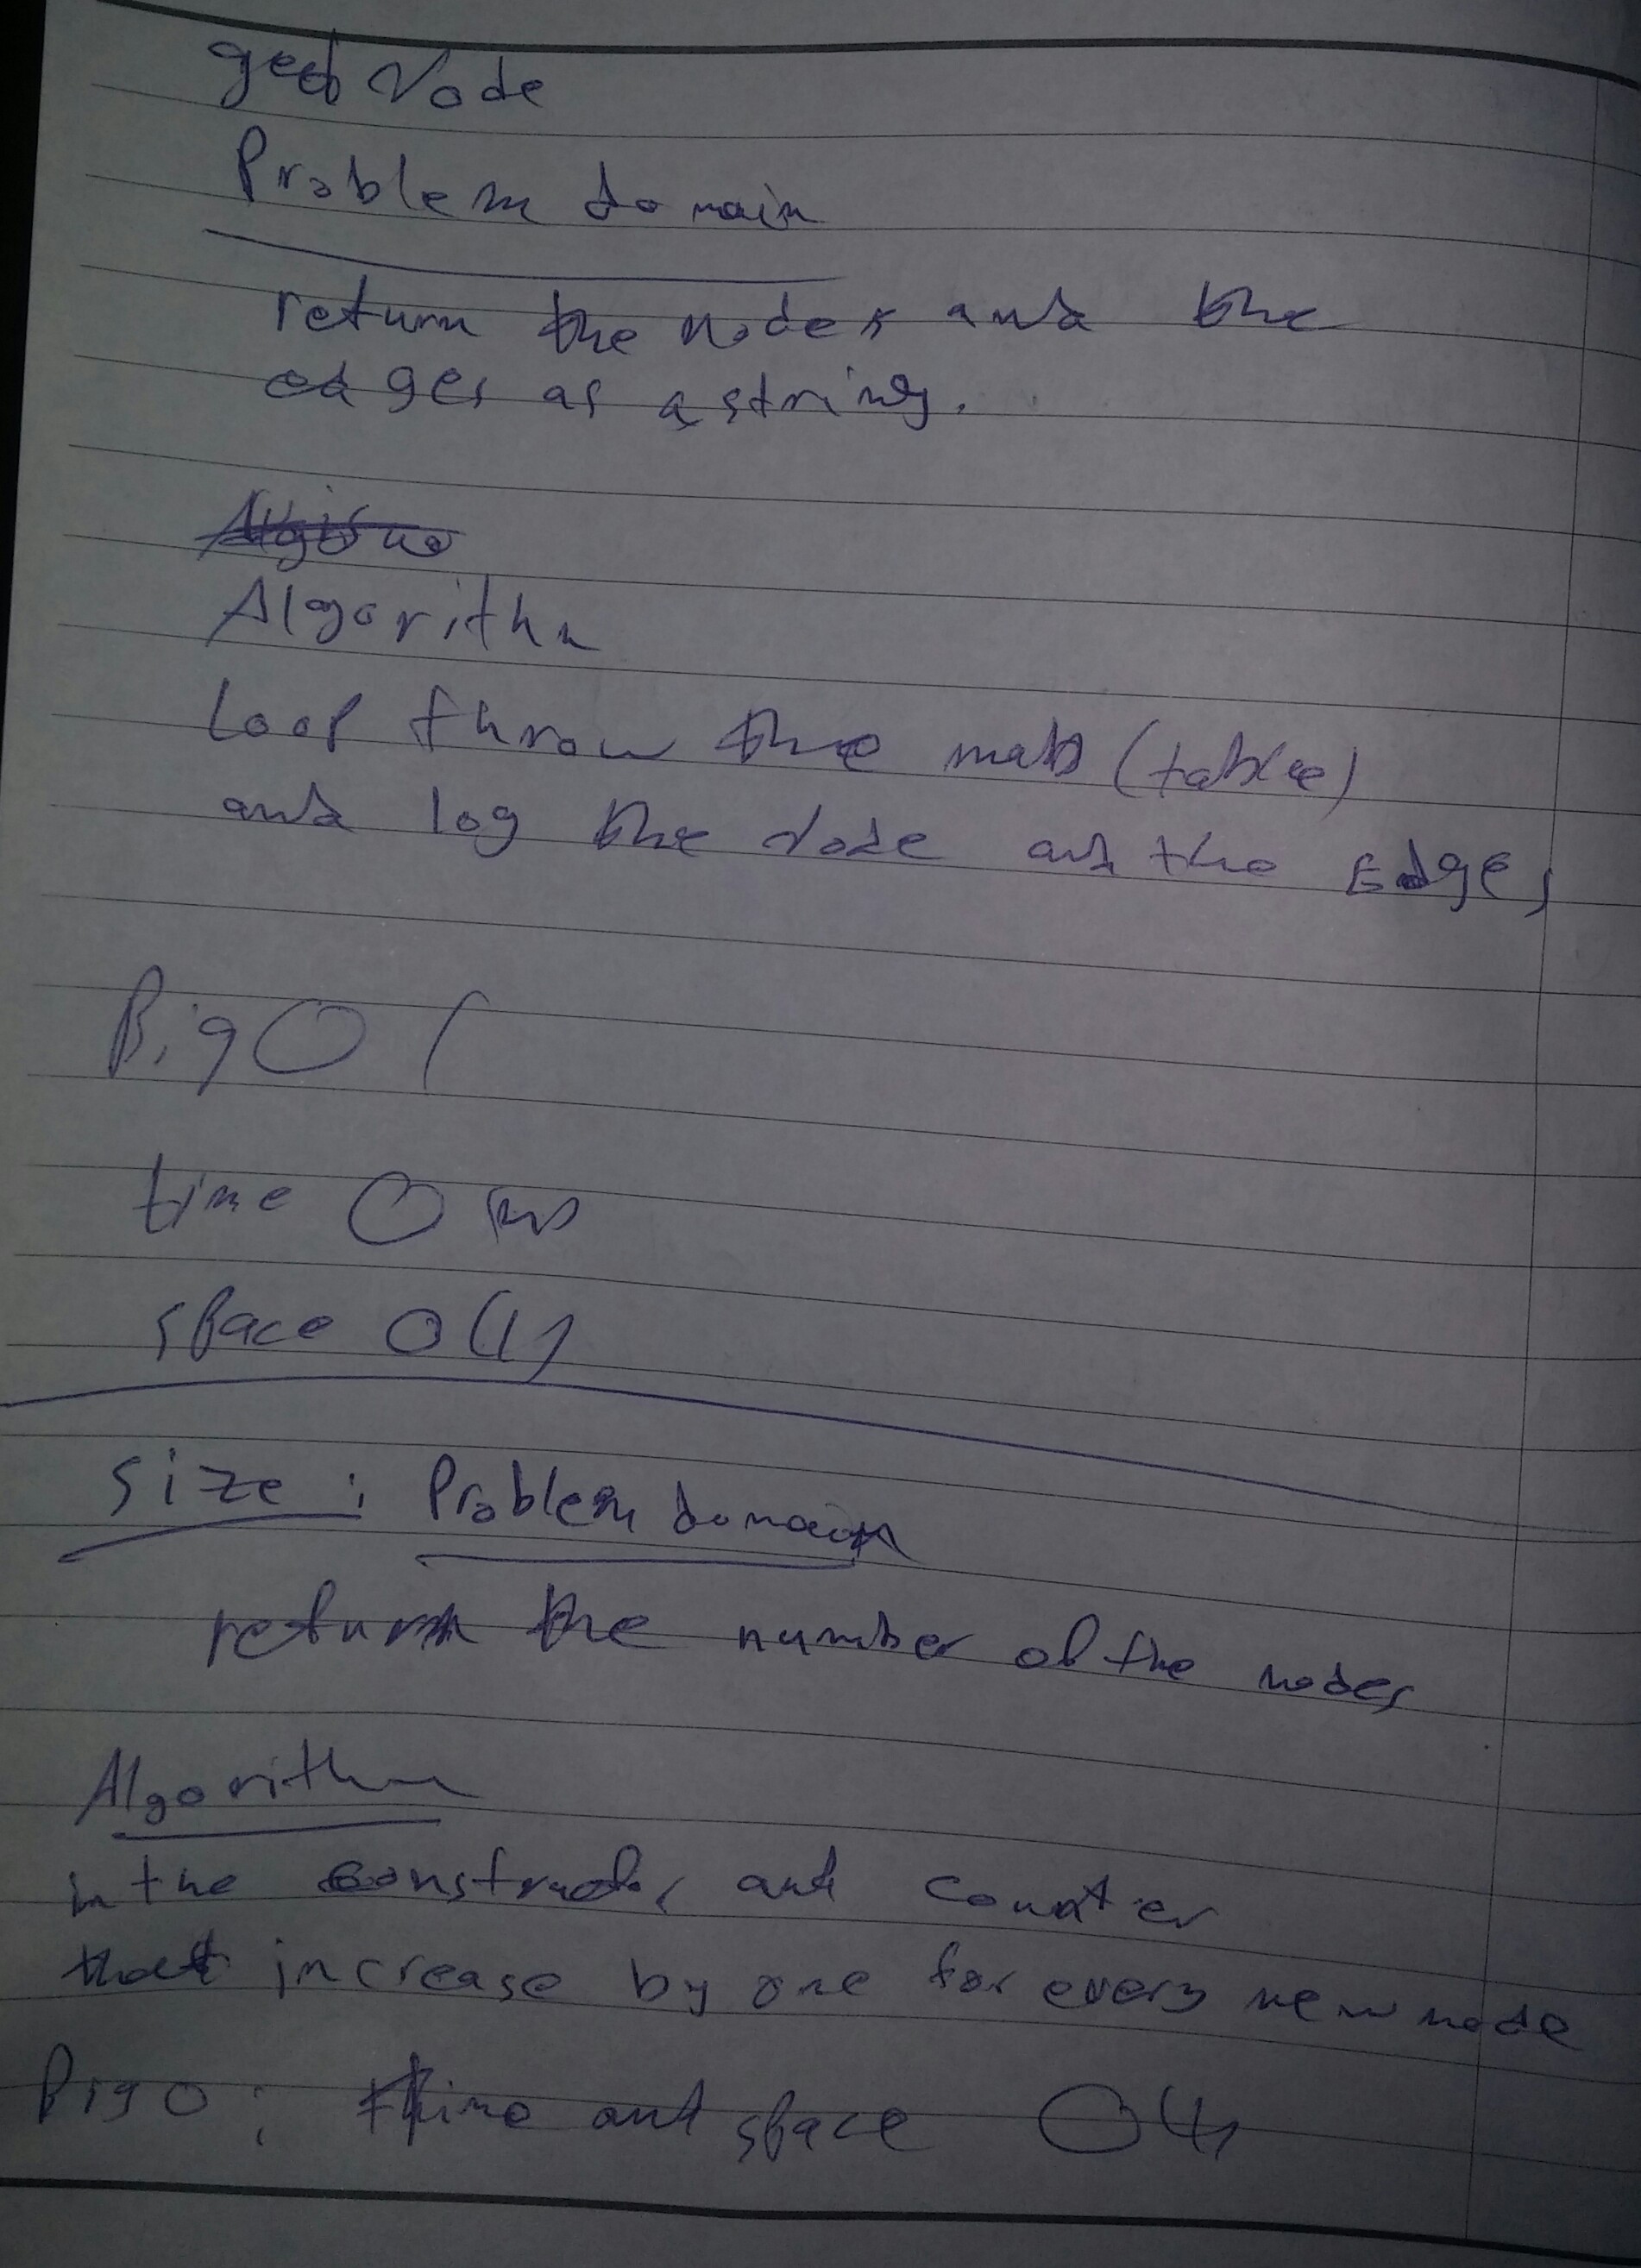 get Node
Problem domain
return the nodes and the
edges as a string.
Algorithm
Loop throw the map (table)
and log the Node and the Edges
Big O (
time O (n)
space O(1)
size : Problem domain
return the number of the nodes
Algorithm
in the constructor and counter
that increase by one for every new node
Big O : time and space O(1)